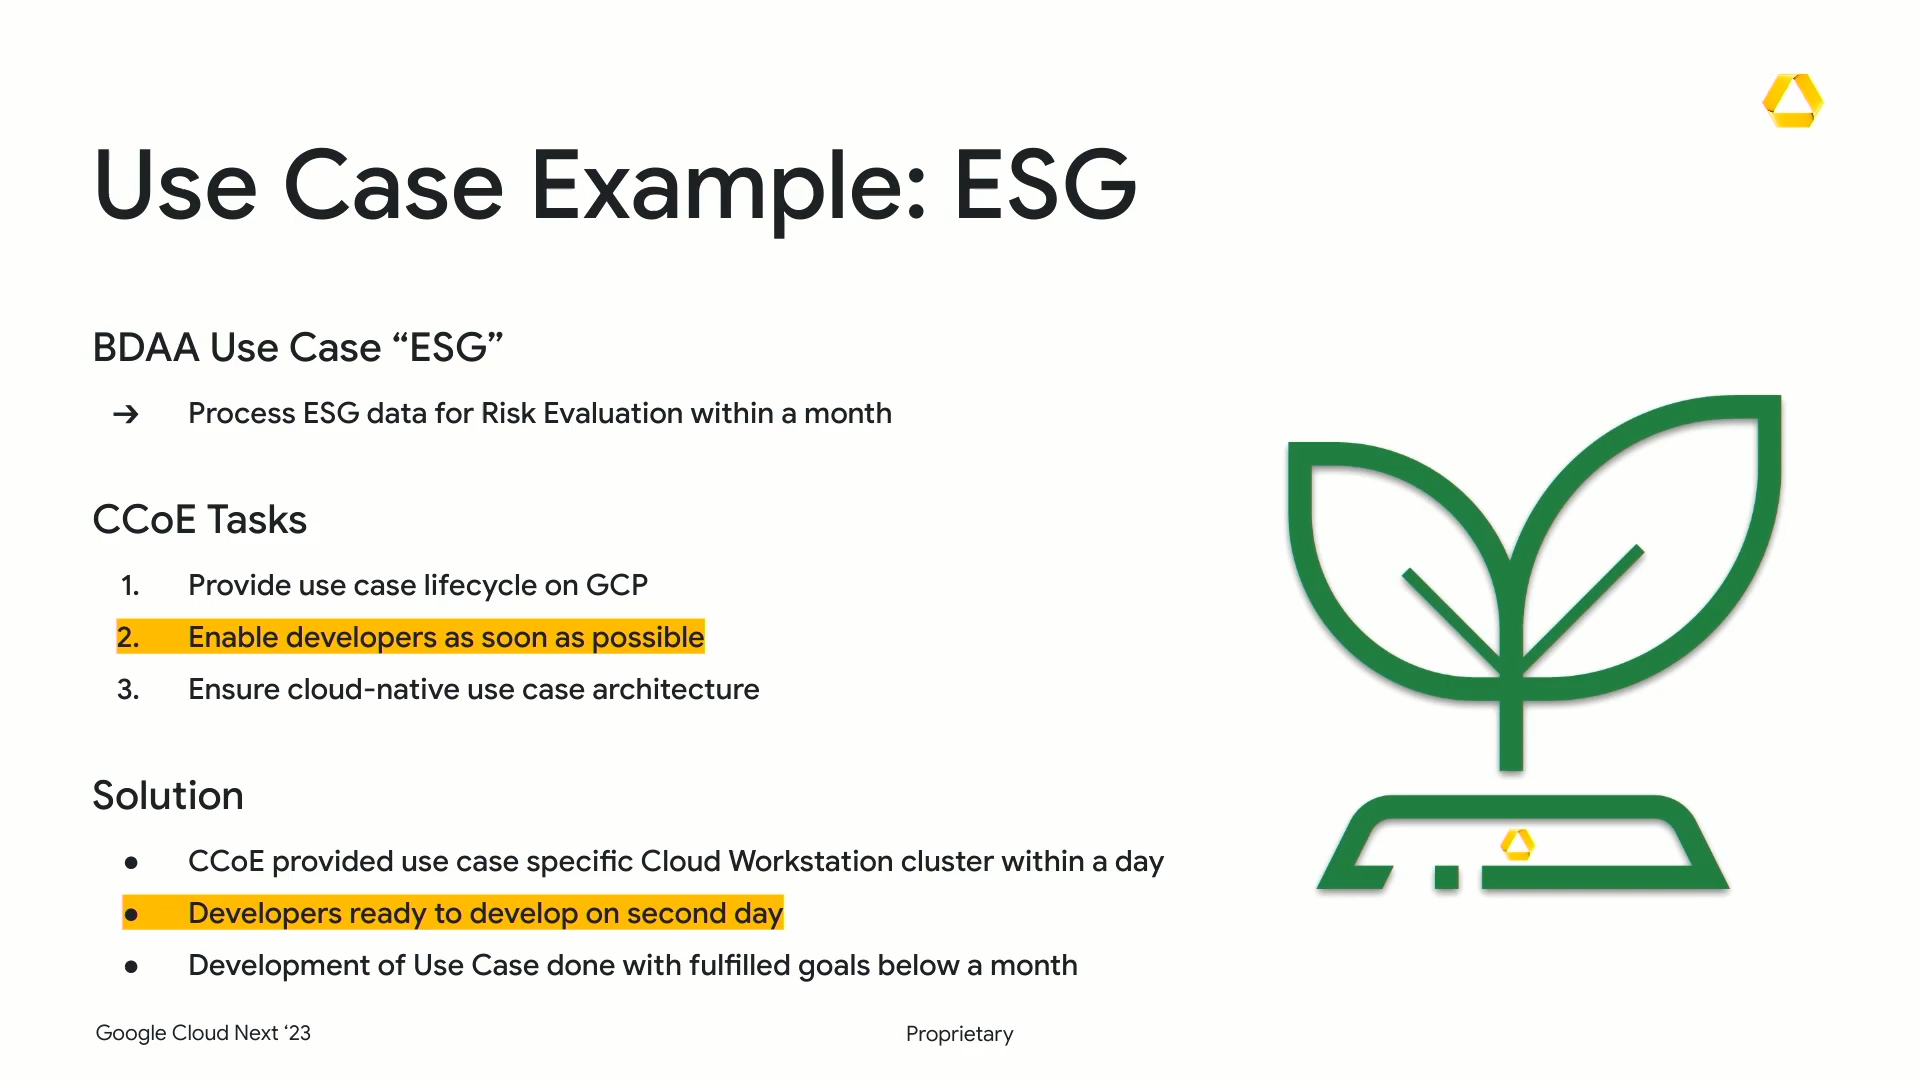 Use Case Example: ESG
BDAA Use Case “ESG”
➔ Process ESG data for Risk Evaluation within a month
CCoE Tasks
1. Provide use case lifecycle on GCP
2. Enable developers as soon as possible
3. Ensure cloud-native use case architecture
Solution
● CCoE provided use case specific Cloud Workstation cluster within a day
● Developers ready to develop on second day
● Development of Use Case done with fulfilled goals below a month
Google Cloud Next ‘23
Proprietary